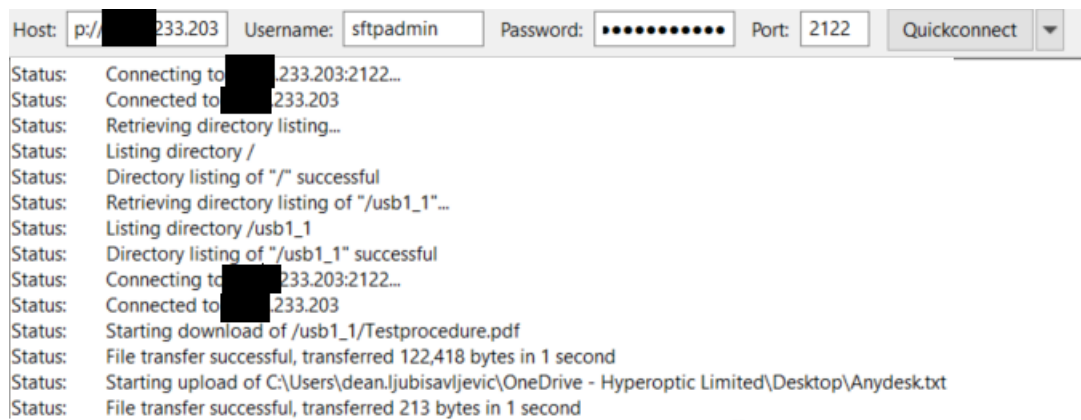 Host: p:// 233.203 Username: sftpadmin Password: ●●●●●●●●●●● Port: 2122 Quickconnect
Status: Connecting to .233.203:2122...
Status: Connected to .233.203
Status: Retrieving directory listing...
Status: Listing directory /
Status: Directory listing of "/" successful
Status: Retrieving directory listing of "/usb1_1"...
Status: Listing directory /usb1_1
Status: Directory listing of "/usb1_1" successful
Status: Connecting to 233.203:2122...
Status: Connected to .233.203
Status: Starting download of /usb1_1/Testprocedure.pdf
Status: File transfer successful, transferred 122,418 bytes in 1 second
Status: Starting upload of C:\Users\dean.ljubisavljevic\OneDrive - Hyperoptic Limited\Desktop\Anydesk.txt
Status: File transfer successful, transferred 213 bytes in 1 second